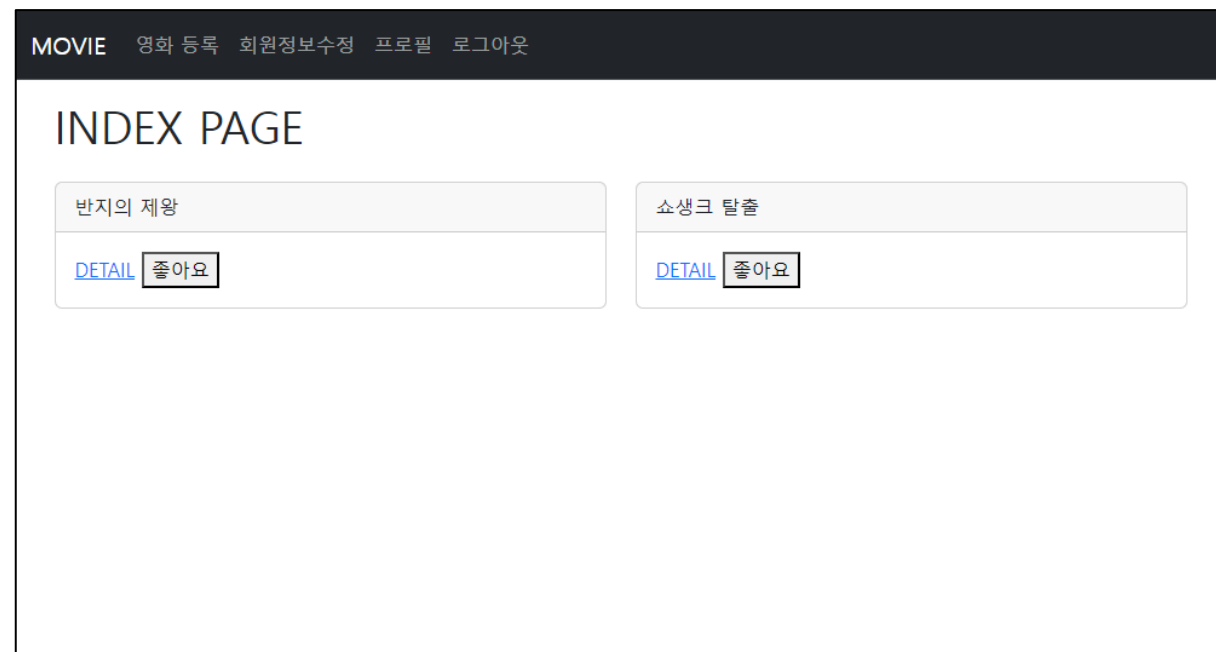 MOVIE 영화 등록 회원정보수정 프로필 로그아웃
INDEX PAGE
반지의 제왕
DETAIL 좋아요
쇼생크 탈출
DETAIL 좋아요